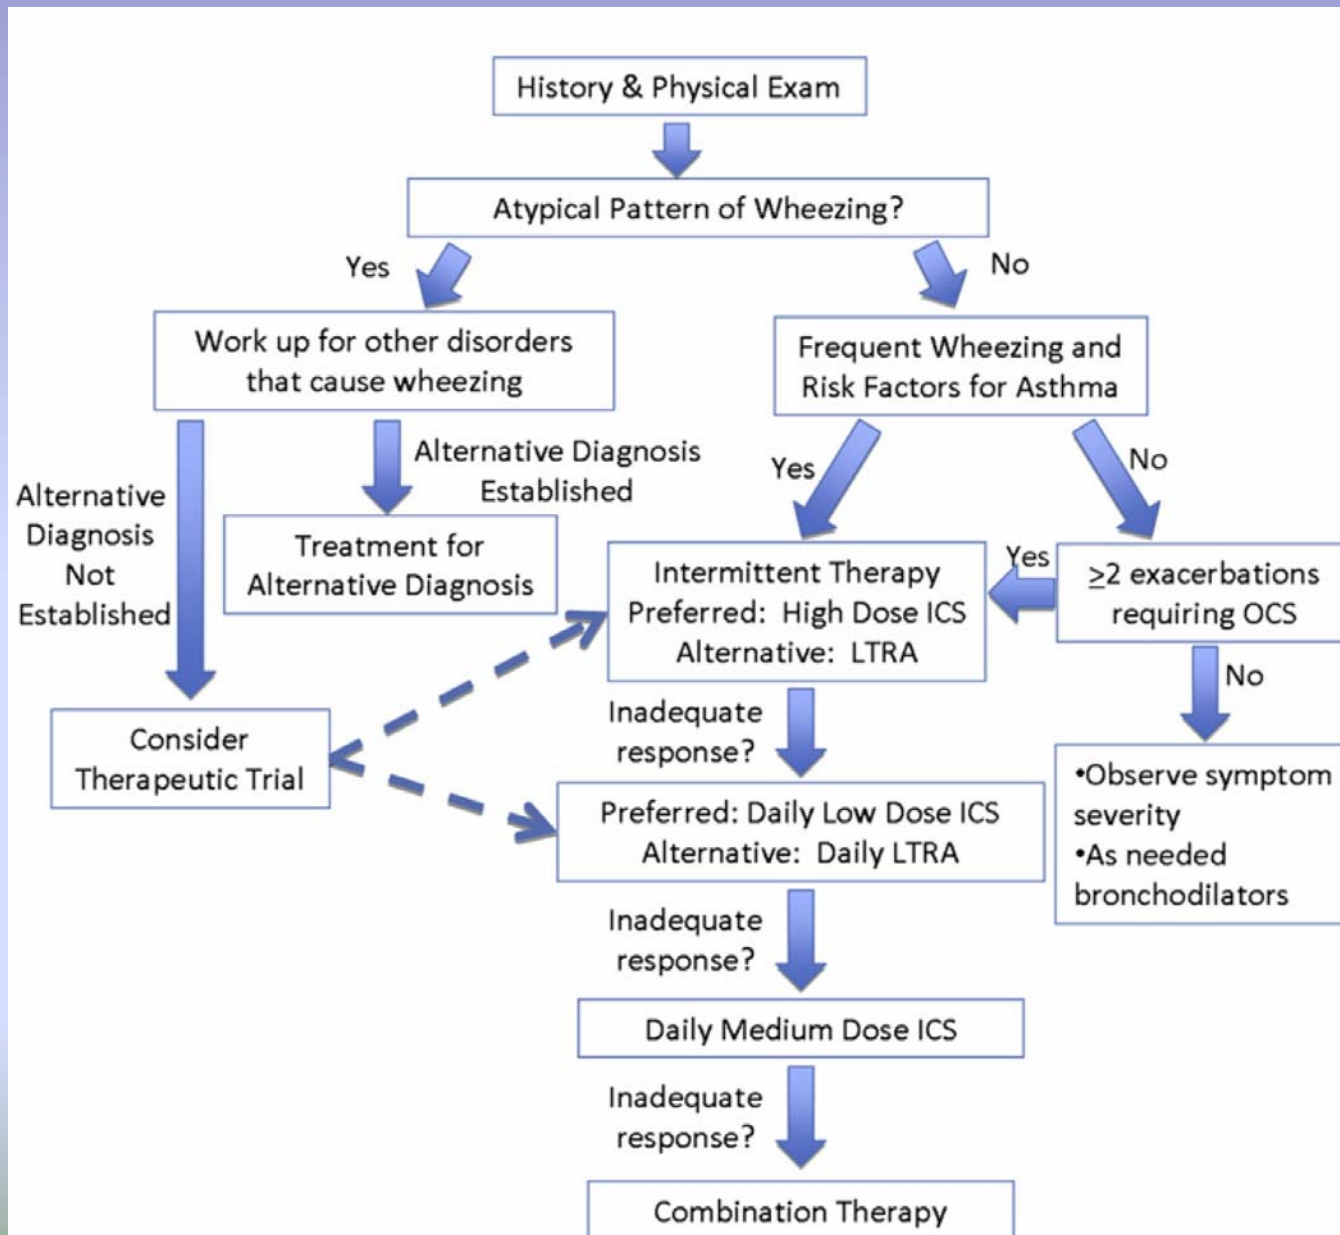 History & Physical Exam
Atypical Pattern of Wheezing?
Yes
No
Work up for other disorders
that cause wheezing
Frequent Wheezing and
Risk Factors for Asthma
Alternative Diagnosis
Established
Alternative
Diagnosis
Not
Established
Yes
No
Treatment for
Alternative Diagnosis
Intermittent Therapy
Preferred: High Dose ICS
Alternative: LTRA
Yes
≥2 exacerbations
requiring OCS
No
Inadequate
response?
Consider
Therapeutic Trial
•Observe symptom
severity
•As needed
bronchodilators
Preferred: Daily Low Dose ICS
Alternative: Daily LTRA
Inadequate
response?
Daily Medium Dose ICS
Inadequate
response?
Combination Therapy